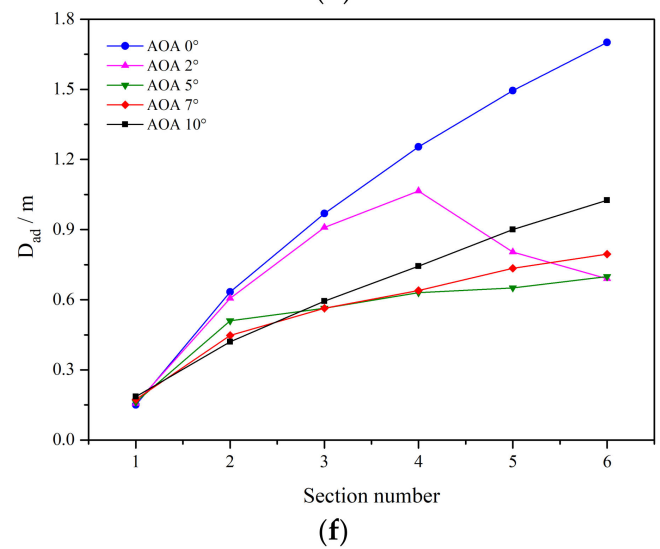 1.8
1.5
1.2
0.9
0.6
0.3
0.0
D_ad / m
AOA 0°
AOA 2°
AOA 5°
AOA 7°
AOA 10°
1 2 3 4 5 6
Section number
(f)